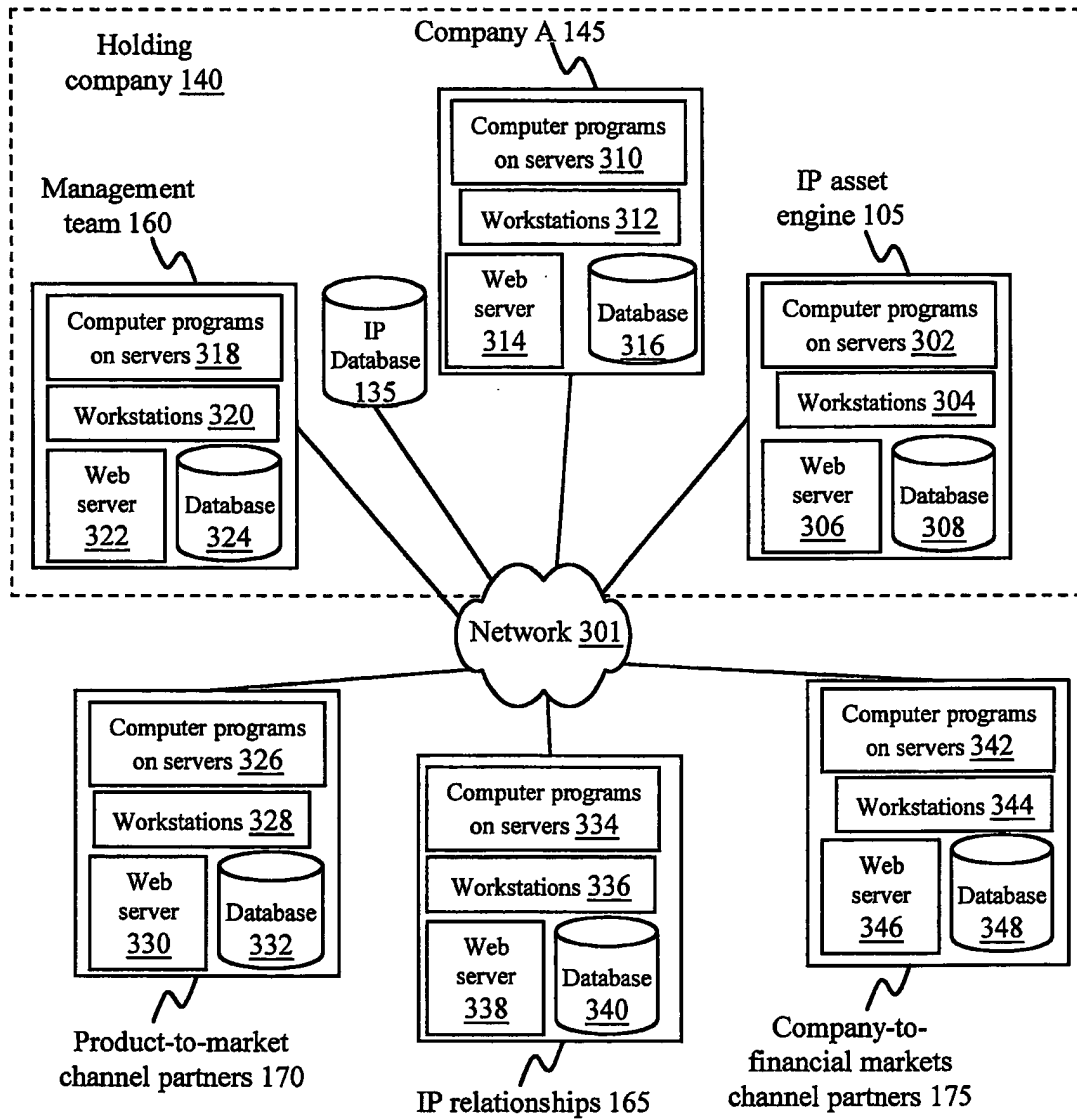 Holding
company 140
Company A 145
Computer programs
on servers 310
Workstations 312
Web
server
314
Database
316
Management
team 160
Computer programs
on servers 318
Workstations 320
Web
server
322
Database
324
IP
Database
135
IP asset
engine 105
Computer programs
on servers 302
Workstations 304
Web
server
306
Database
308
Network 301
Computer programs
on servers 326
Workstations 328
Web
server
330
Database
332
Product-to-market
channel partners 170
Computer programs
on servers 334
Workstations 336
Web
server
338
Database
340
IP relationships 165
Computer programs
on servers 342
Workstations 344
Web
server
346
Database
348
Company-to-
financial markets
channel partners 175